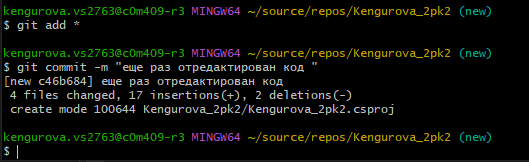 kengurova.vs2763@c0m409-r3 MINGW64 ~/source/repos/Kengurova_2pk2 (new)
$ git add *
kengurova.vs2763@c0m409-r3 MINGW64 ~/source/repos/Kengurova_2pk2 (new)
$ git commit -m "еще раз отредактирован код "
[new c46b684] еще раз отредактирован код
4 files changed, 17 insertions(+), 2 deletions(-)
create mode 100644 Kengurova_2pk2/Kengurova_2pk2.csproj
kengurova.vs2763@c0m409-r3 MINGW64 ~/source/repos/Kengurova_2pk2 (new)
$